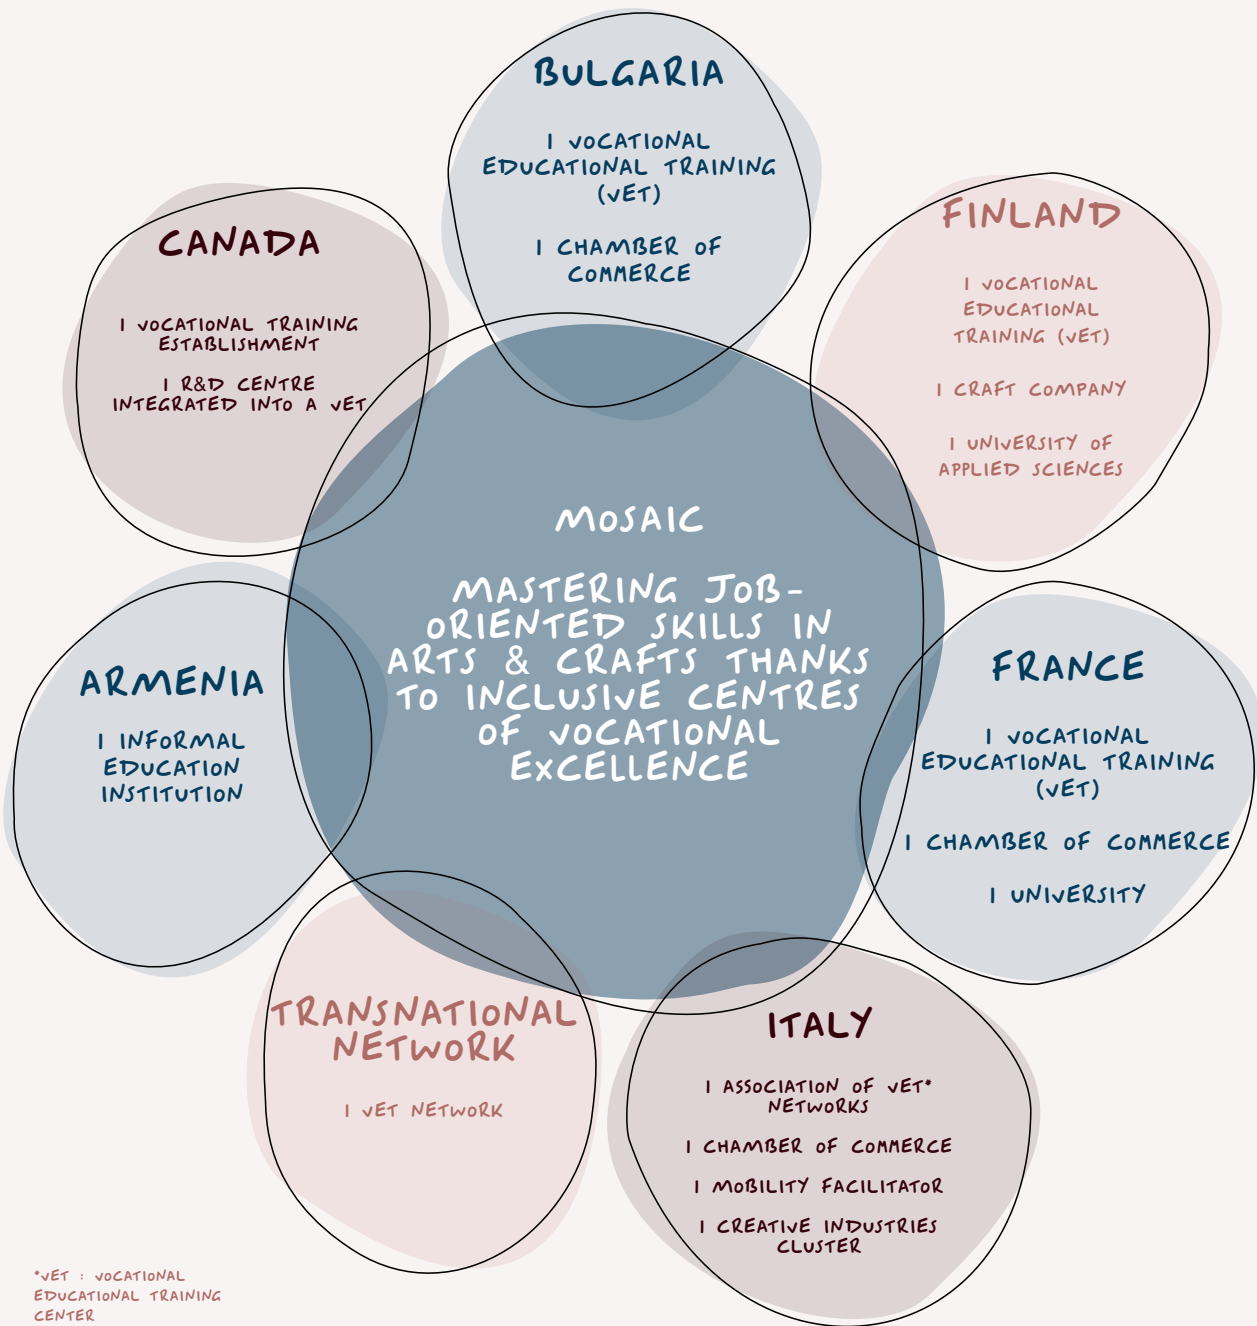 BULGARIA
1 VOCATIONAL
EDUCATIONAL TRAINING
(VET)
1 CHAMBER OF
COMMERCE
CANADA
1 VOCATIONAL TRAINING
ESTABLISHMENT
1 R&D CENTRE
INTEGRATED INTO A VET
FINLAND
1 VOCATIONAL
EDUCATIONAL
TRAINING (VET)
1 CRAFT COMPANY
1 UNIVERSITY OF
APPLIED SCIENCES
MOSAIC
MASTERING JOB-
ORIENTED SKILLS IN
ARTS & CRAFTS THANKS
TO INCLUSIVE CENTRES
OF VOCATIONAL
EXCELLENCE
ARMENIA
1 INFORMAL
EDUCATION
INSTITUTION
FRANCE
1 VOCATIONAL
EDUCATIONAL TRAINING
(VET)
1 CHAMBER OF COMMERCE
1 UNIVERSITY
TRANSNATIONAL
NETWORK
1 VET NETWORK
ITALY
1 ASSOCIATION OF VET*
NETWORKS
1 CHAMBER OF COMMERCE
1 MOBILITY FACILITATOR
1 CREATIVE INDUSTRIES
CLUSTER
*VET : VOCATIONAL
EDUCATIONAL TRAINING
CENTER